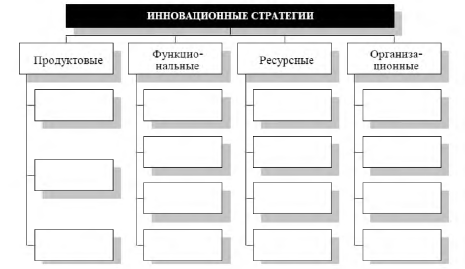 ИННОВАЦИОННЫЕ СТРАТЕГИИ
Продуктовые
Функцио-
нальные
Ресурсные
Организа-
ционные